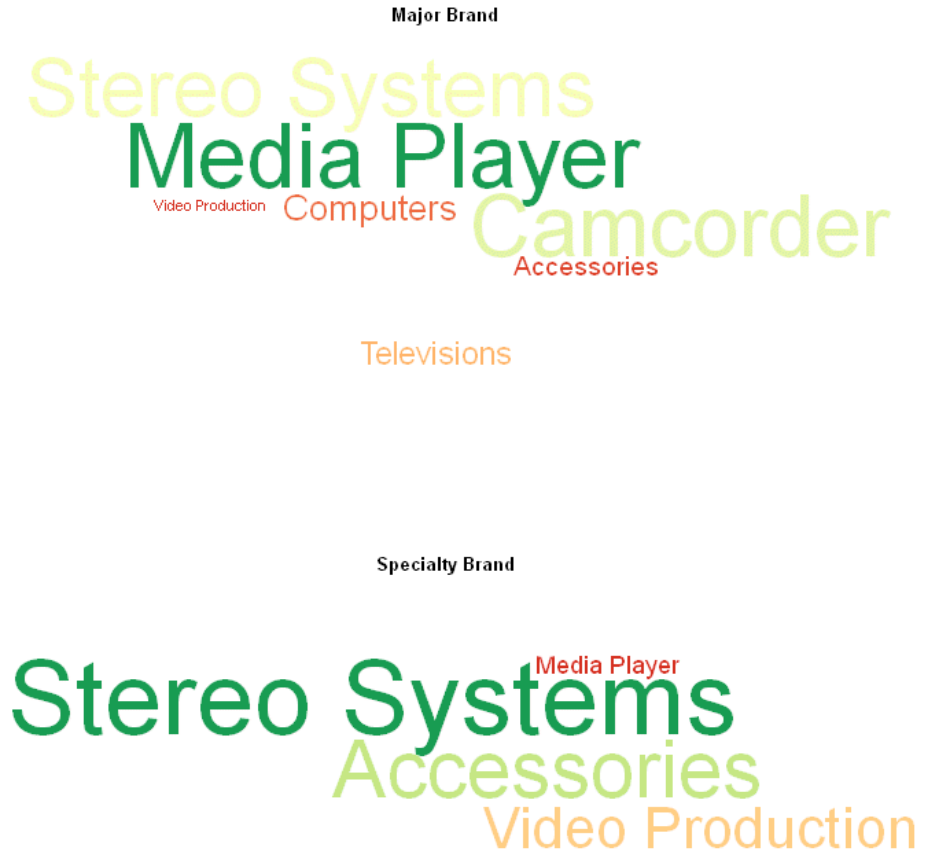 Major Brand
Stereo Systems
Media Player
Video Production
Computers
Camcorder
Accessories
Televisions
Specialty Brand
Media Player
Stereo Systems
Accessories
Video Production